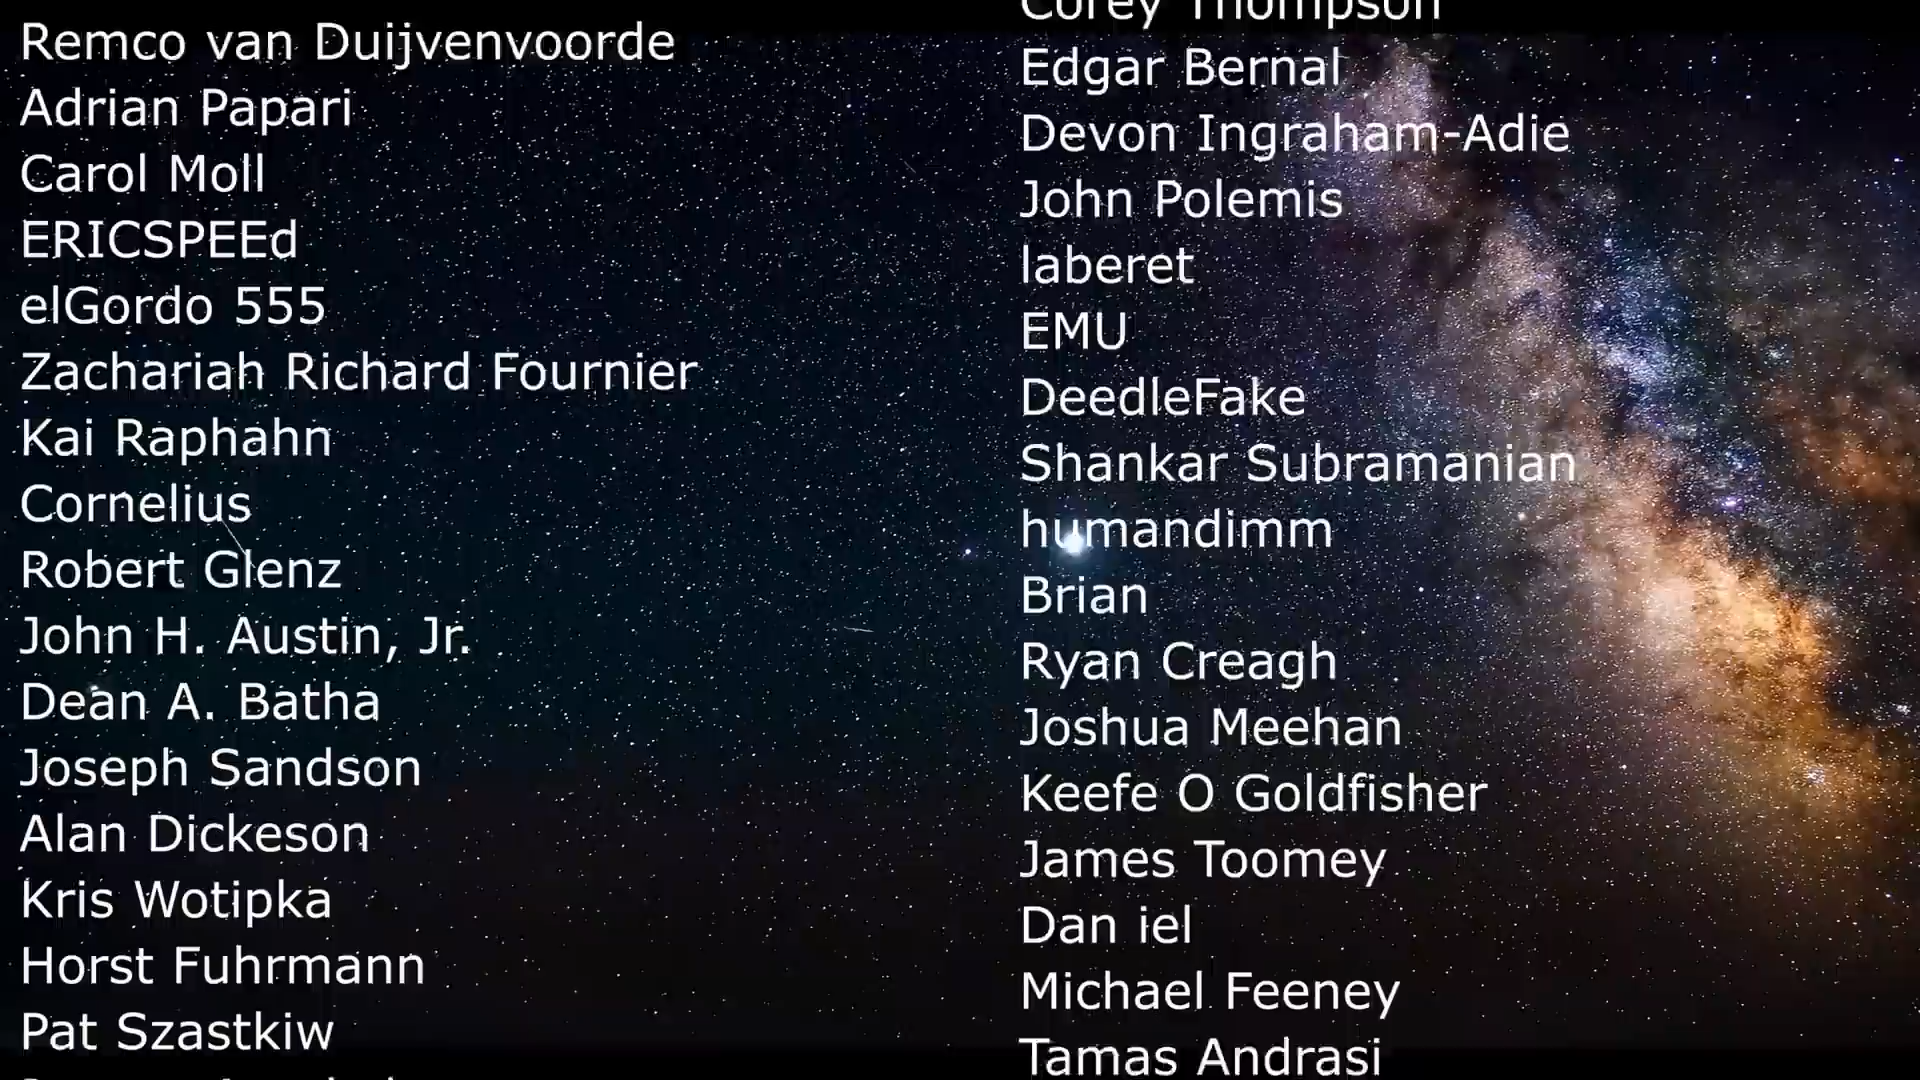 Remco van Duijvenvoorde
Adrian Papari
Carol Moll
ERICSPEEd
elGordo 555
Zachariah Richard Fournier
Kai Raphahn
Cornelius
Robert Glenz
John H. Austin, Jr.
Dean A. Batha
Joseph Sandson
Alan Dickeson
Kris Wotipka
Horst Fuhrmann
Pat Szastkiw
Corey Thompson
Edgar Bernal
Devon Ingraham-Adie
John Polemis
laberet
EMU
DeedleFake
Shankar Subramanian
humandimm
Brian
Ryan Creagh
Joshua Meehan
Keefe O Goldfisher
James Toomey
Dan iel
Michael Feeney
Tamas Andrasi